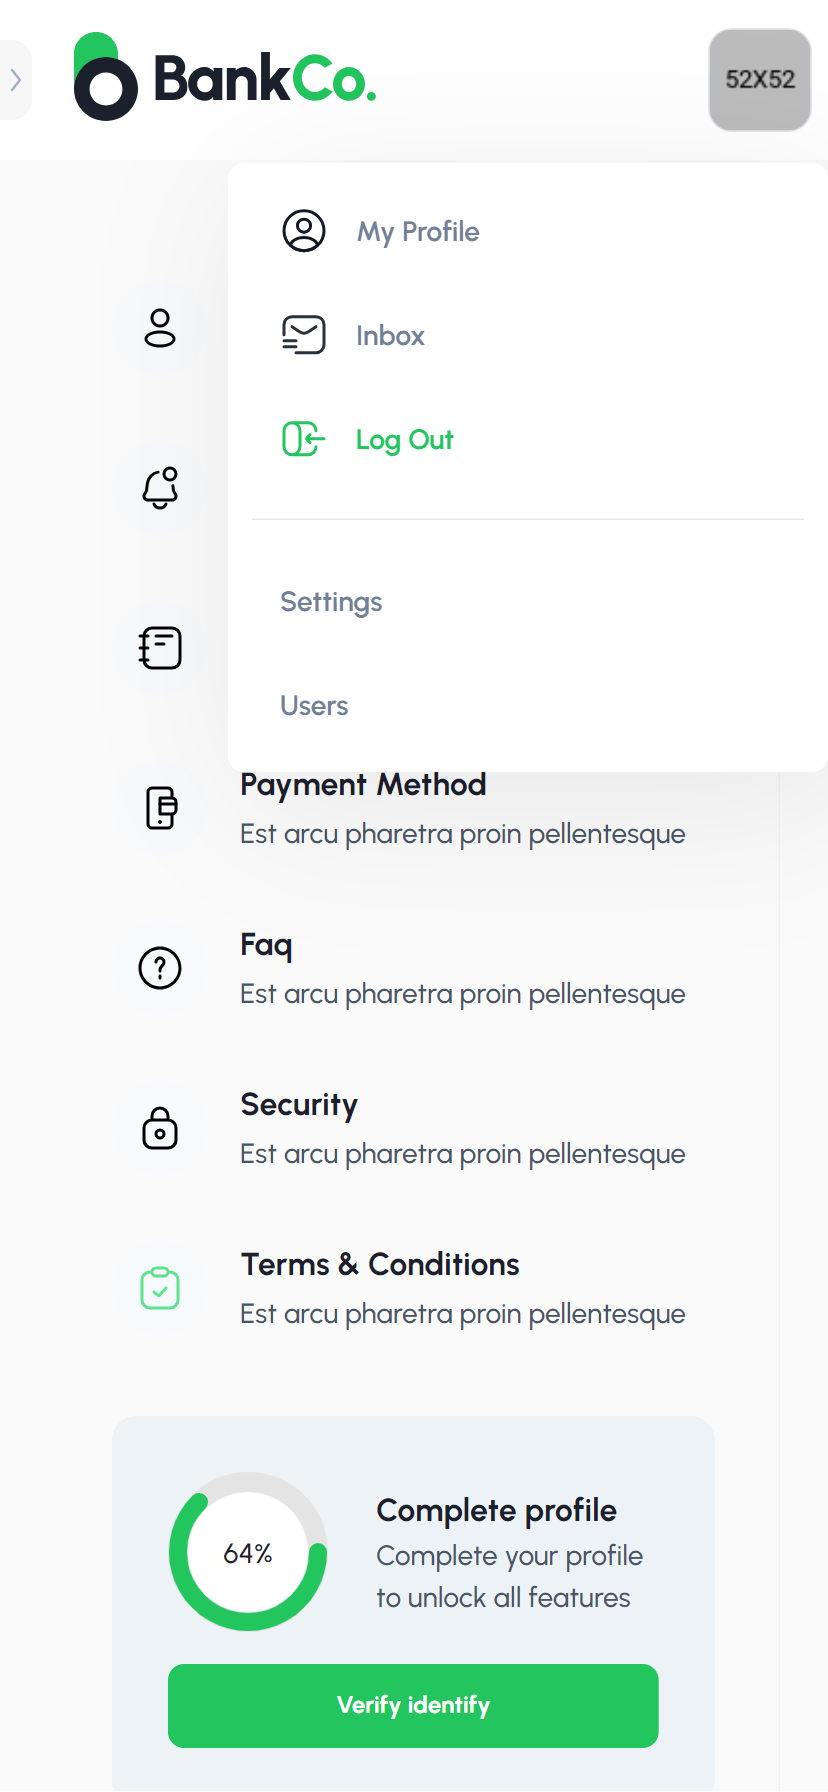 BankCo.
52X52
My Profile
Inbox
Log Out
Settings
Users
Payment Method
Est arcu pharetra proin pellentesque
Faq
Est arcu pharetra proin pellentesque
Security
Est arcu pharetra proin pellentesque
Terms & Conditions
Est arcu pharetra proin pellentesque
64%
Complete profile
Complete your profile
to unlock all features
Verify identify